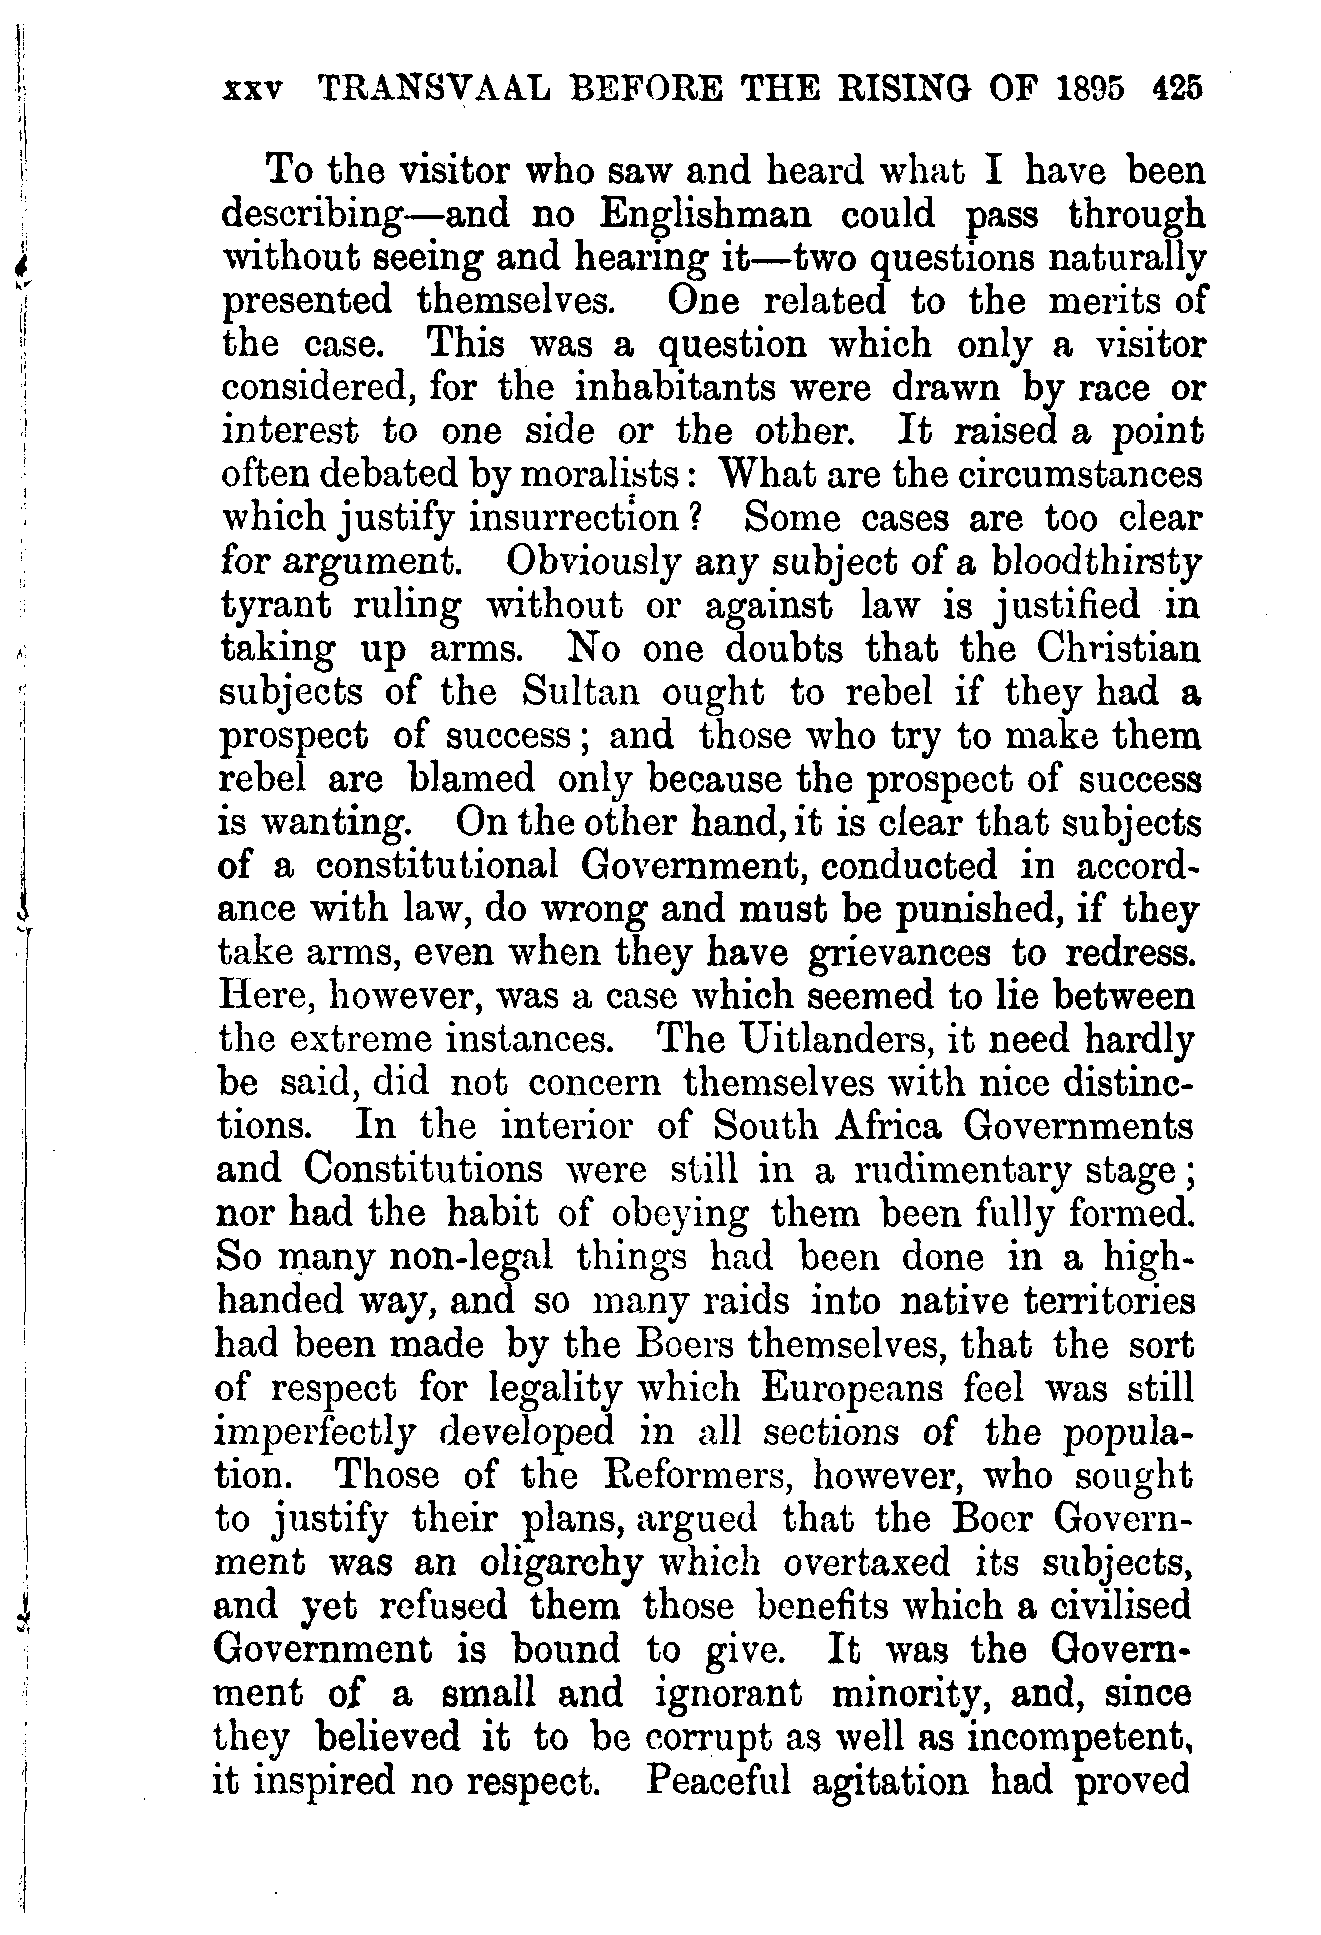 xxv TRANSVAAL BEFORE THE RISING OF 1895 425
To the visitor who saw and heard what I have been
describing—and no Englishman could pass through
without seeing and hearing it—two questions naturally
presented themselves. One related to the merits of
the case. This was a question which only a visitor
considered, for the inhabitants were drawn by race or
interest to one side or the other. It raised a point
often debated by moralists: What are the circumstances
which justify insurrection? Some cases are too clear
for argument. Obviously any subject of a bloodthirsty
tyrant ruling without or against law is justified in
taking up arms. No one doubts that the Christian
subjects of the Sultan ought to rebel if they had a
prospect of success; and those who try to make them
rebel are blamed only because the prospect of success
is wanting. On the other hand, it is clear that subjects
of a constitutional Government, conducted in accord-
ance with law, do wrong and must be punished, if they
take arms, even when they have grievances to redress.
Here, however, was a case which seemed to lie between
the extreme instances. The Uitlanders, it need hardly
be said, did not concern themselves with nice distinc-
tions. In the interior of South Africa Governments
and Constitutions were still in a rudimentary stage;
nor had the habit of obeying them been fully formed.
So many non-legal things had been done in a high-
handed way, and so many raids into native territories
had been made by the Boers themselves, that the sort
of respect for legality which Europeans feel was still
imperfectly developed in all sections of the popula-
tion. Those of the Reformers, however, who sought
to justify their plans, argued that the Boer Govern-
ment was an oligarchy which overtaxed its subjects,
and yet refused them those benefits which a civilised
Government is bound to give. It was the Govern-
ment of a small and ignorant minority, and, since
they believed it to be corrupt as well as incompetent,
it inspired no respect. Peaceful agitation had proved